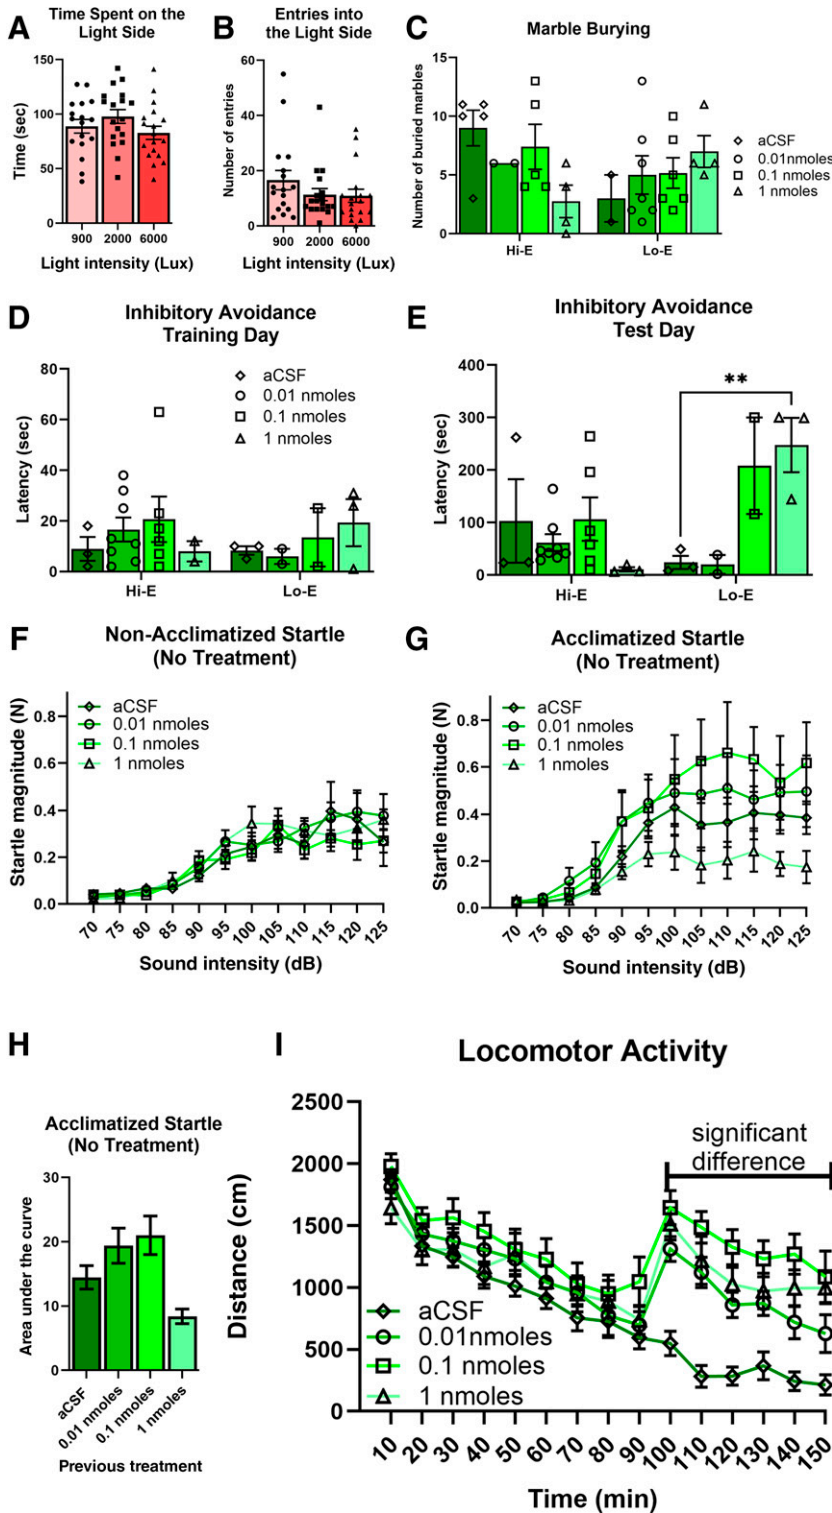 A
Time Spent on the
Light Side
150
100
50
0
Time (sec)
900
2000
6000
Light intensity (Lux)
B
Entries into
the Light Side
60
40
20
0
Number of entries
900
2000
6000
Light intensity (Lux)
C
Marble Burying
15
10
5
0
Number of buried marbles
Hi-E
Lo-E
aCSF
0.01nmoles
0.1 nmoles
1 nmoles
D
Inhibitory Avoidance
Training Day
80
60
40
20
0
Latency (sec)
aCSF
0.01 nmoles
0.1 nmoles
1 nmoles
Hi-E
Lo-E
E
Inhibitory Avoidance
Test Day
400
300
200
100
0
Latency (sec)
**
Hi-E
Lo-E
F
Non-Acclimatized Startle
(No Treatment)
0.8
0.6
0.4
0.2
0.0
Startle magnitude (N)
aCSF
0.01 nmoles
0.1 nmoles
1 nmoles
70
75
80
85
90
95
100
105
110
115
120
125
Sound intensity (dB)
G
Acclimatized Startle
(No Treatment)
0.8
0.6
0.4
0.2
0.0
Startle magnitude (N)
aCSF
0.01 nmoles
0.1 nmoles
1 nmoles
70
75
80
85
90
95
100
105
110
115
120
125
Sound intensity (dB)
H
Acclimatized Startle
(No Treatment)
30
20
10
0
Area under the curve
aCSF
0.01 nmoles
0.1 nmoles
1 nmoles
Previous treatment
I
Locomotor Activity
2500
2000
1500
1000
500
0
Distance (cm)
significant
difference
aCSF
0.01nmoles
0.1 nmoles
1 nmoles
10
20
30
40
50
60
70
80
90
100
110
120
130
140
150
Time (min)